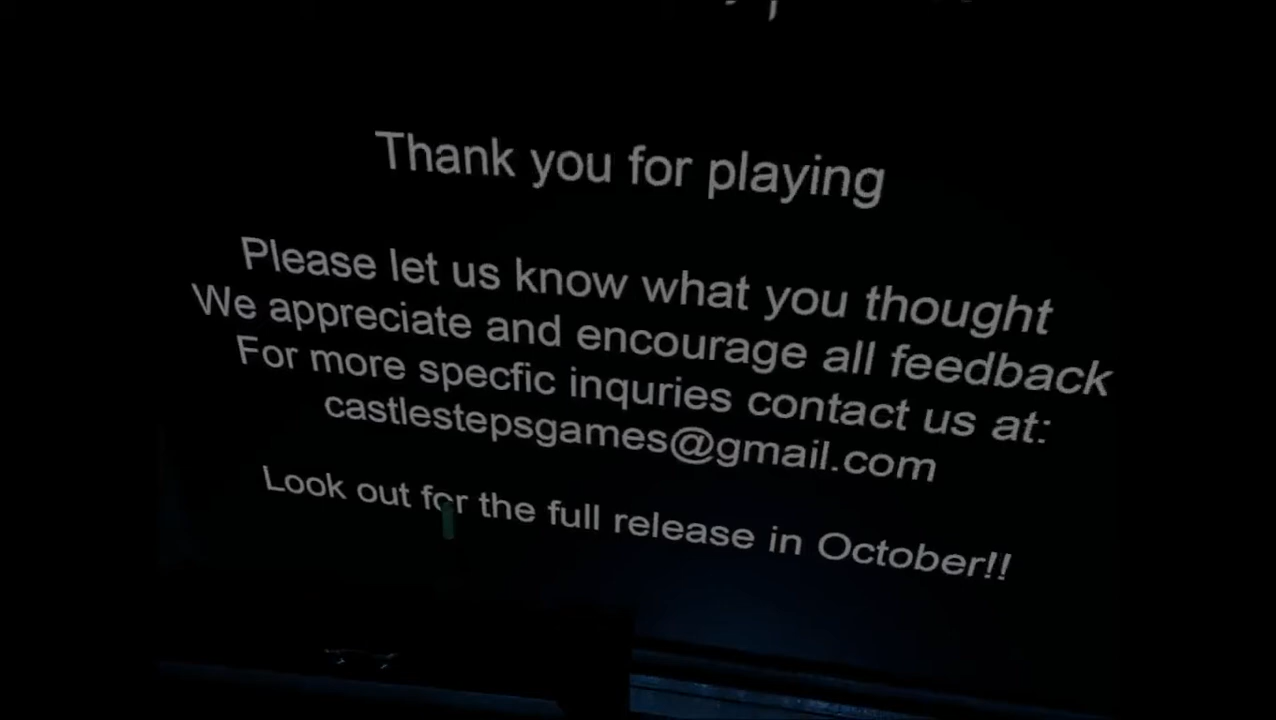 Thank you for playing
Please let us know what you thought
We appreciate and encourage all feedback
For more specfic inquries contact us at:
castlestepsgames@gmail.com
Look out for the full release in October!!